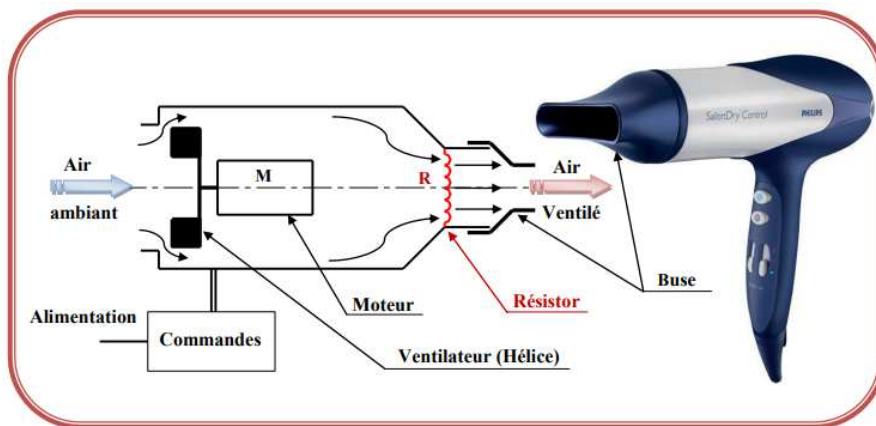 SalonDry Control
PHILIPS
Air
ambiant
M
R
Air
Ventilé
Moteur
Résistor
Buse
Alimentation
Commandes
Ventilateur (Hélice)